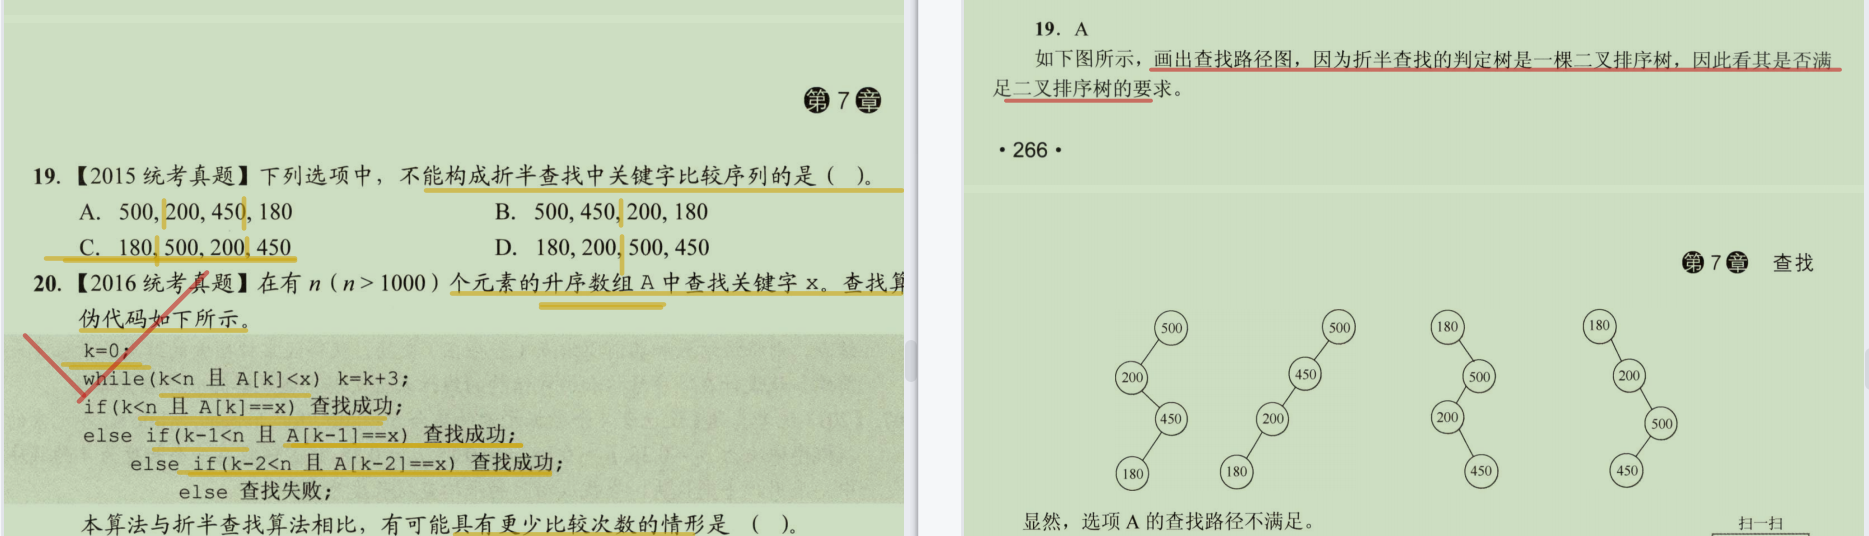 第7章
19. 【2015 统考真题】下列选项中，不能构成折半查找中关键字比较序列的是（ ）。
A. 500, 200, 450, 180 B. 500, 450, 200, 180
C. 180, 500, 200, 450 D. 180, 200, 500, 450
20. 【2016 统考真题】在有 n（n > 1000）个元素的升序数组 A 中查找关键字 x。查找算
伪代码如下所示。
k=0;
while(k<n 且 A[k]<x) k=k+3;
if(k<n 且 A[k]==x) 查找成功;
else if(k-1<n 且 A[k-1]==x) 查找成功;
else if(k-2<n 且 A[k-2]==x) 查找成功;
else 查找失败;
本算法与折半查找算法相比，有可能具有更少比较次数的情形是 （ ）。
19. A
如下图所示，画出查找路径图，因为折半查找的判定树是一棵二叉排序树，因此看其是否满
足二叉排序树的要求。
·266·
第7章 查找
500
200
450
180
500
450
200
180
180
500
200
450
180
200
500
450
显然，选项 A 的查找路径不满足。
扫一扫